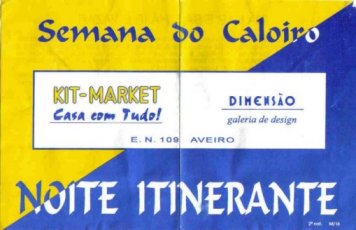 Semana do Caloiro
KIT-MARKET
Casa com Tudo!
DIMENSÃO
galeria de design
E. N. 109 AVEIRO
NOITE ITINERANTE